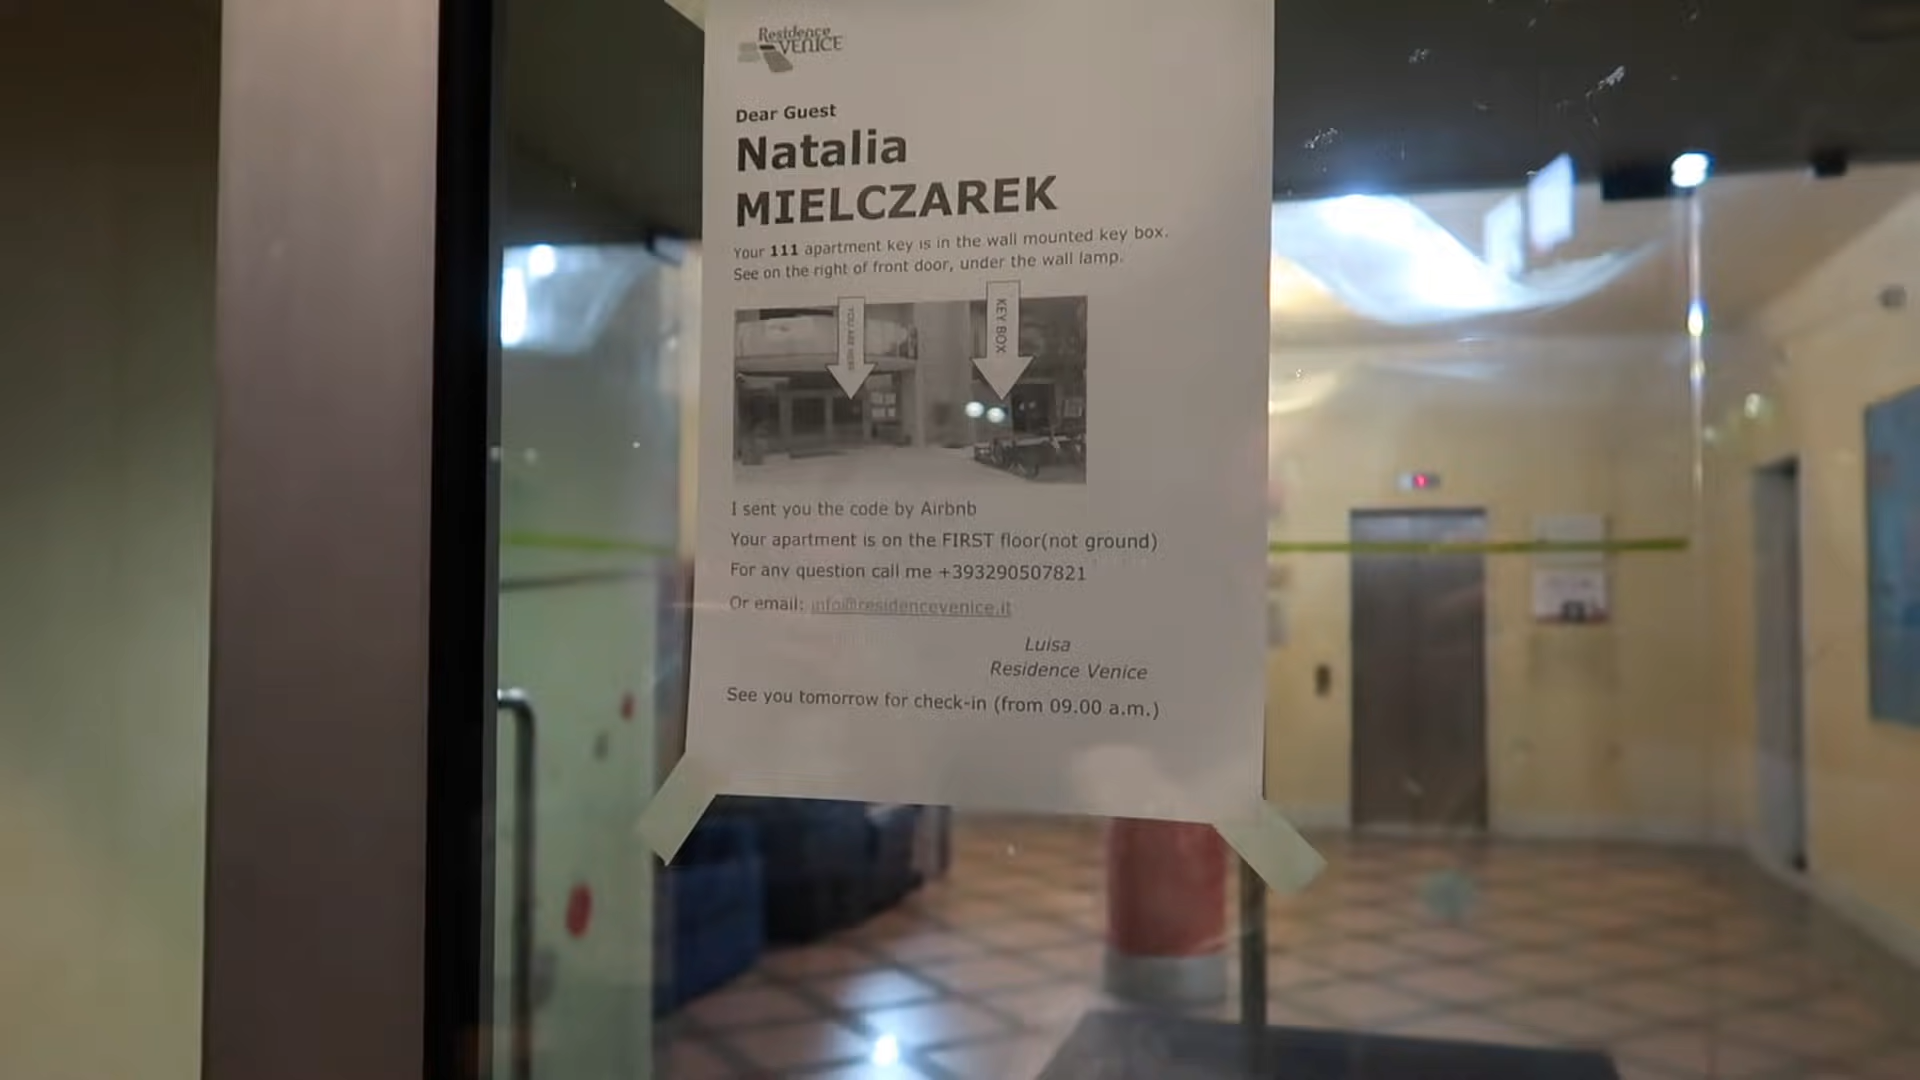 Residence
VENICE
Dear Guest
Natalia
MIELCZAREK
Your 111 apartment key is in the wall mounted key box.
See on the right of front door, under the wall lamp.
YOU ARE HERE
KEY BOX
I sent you the code by Airbnb
Your apartment is on the FIRST floor(not ground)
For any question call me +393290507821
Or email: info@residencevenice.it
Luisa
Residence Venice
See you tomorrow for check-in (from 09.00 a.m.)